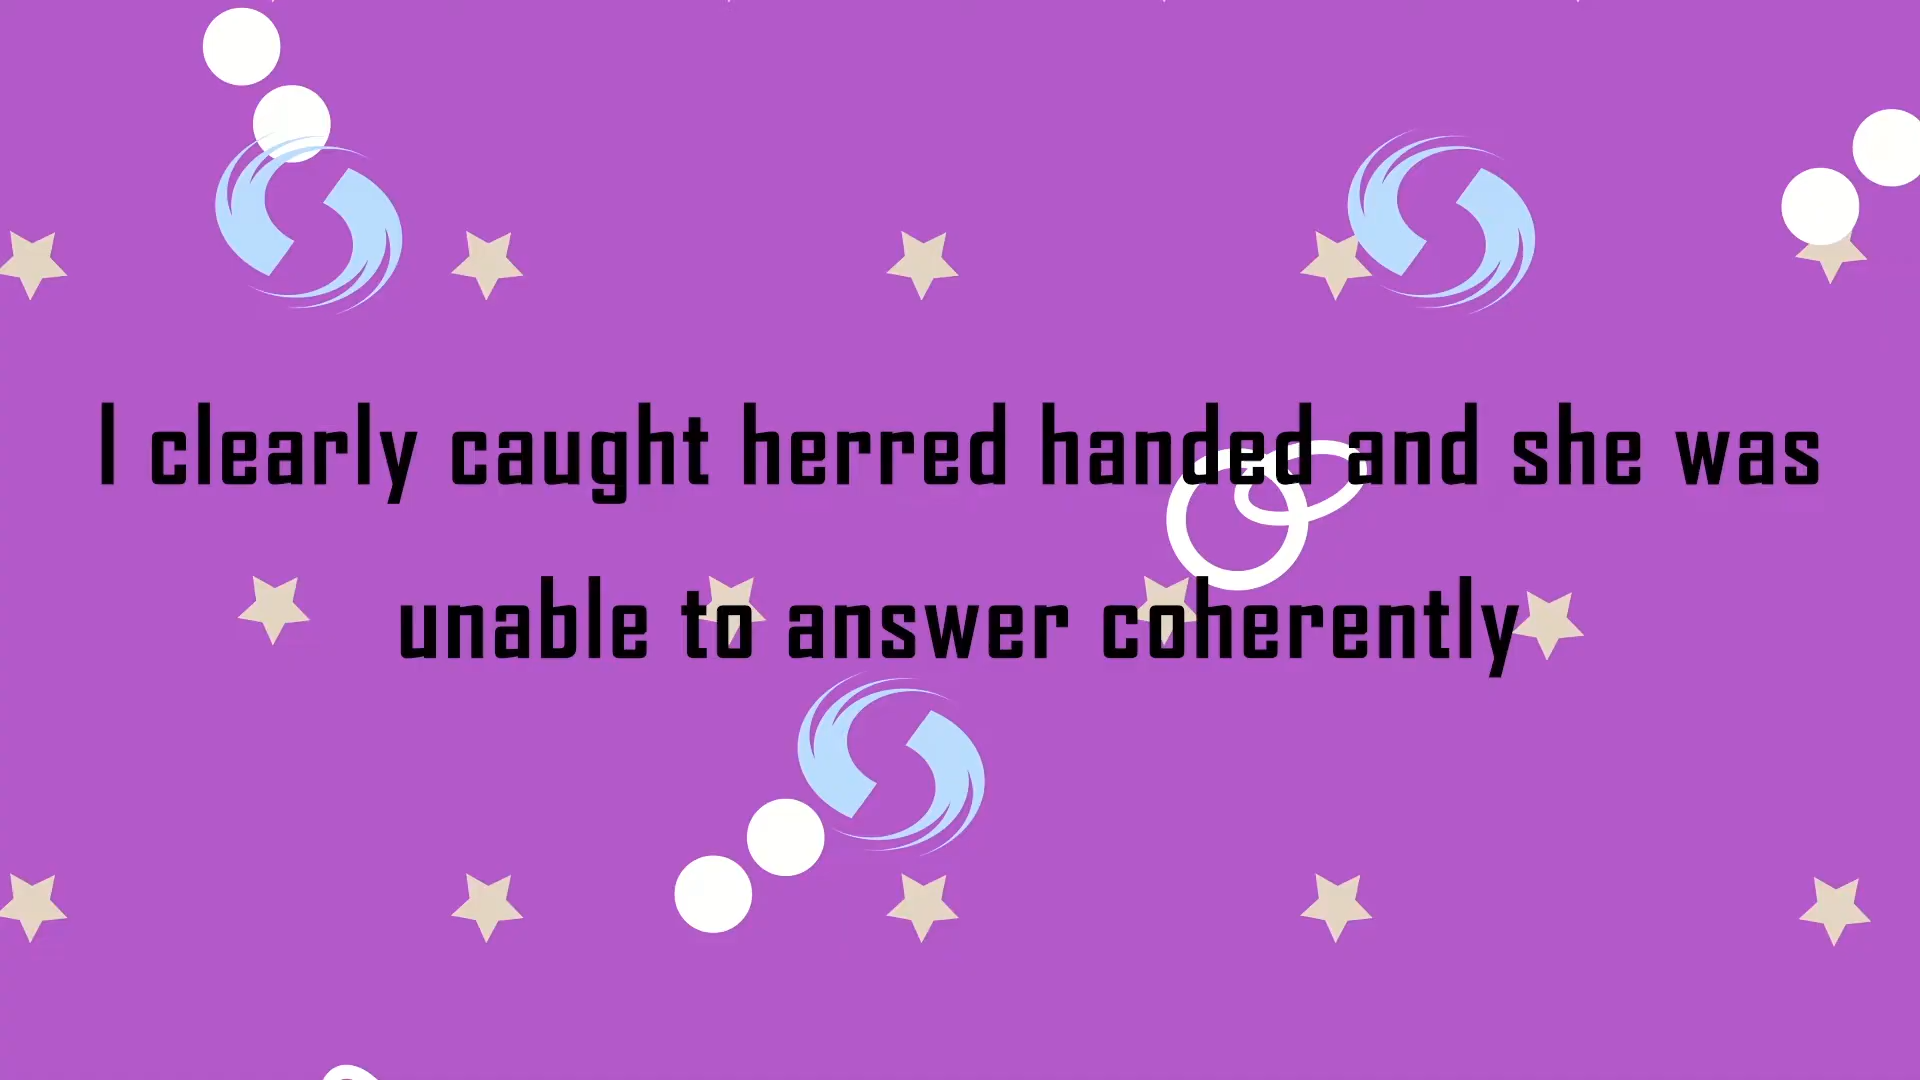 I clearly caught herred handed and she was
unable to answer coherently